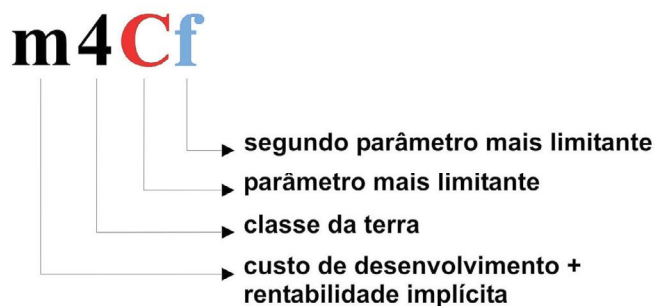 m4Cf
segundo parâmetro mais limitante
parâmetro mais limitante
classe da terra
custo de desenvolvimento +
rentabilidade implícita